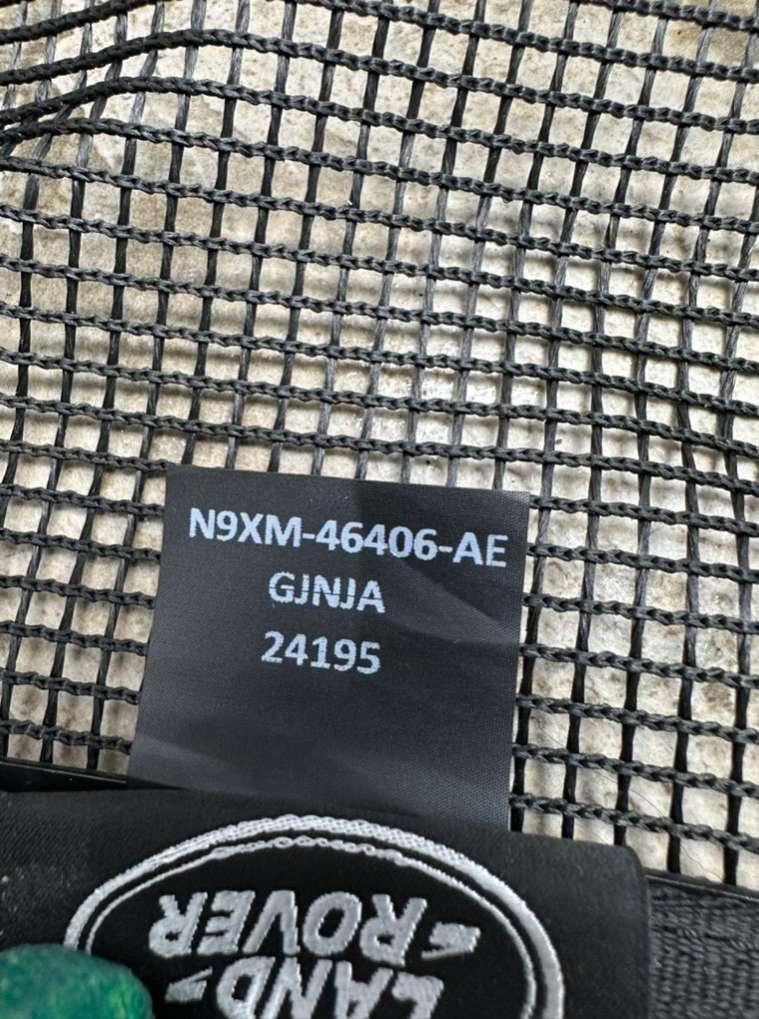 N9XM-46406-AE
GJNJA
24195
LAND-
-ROVER